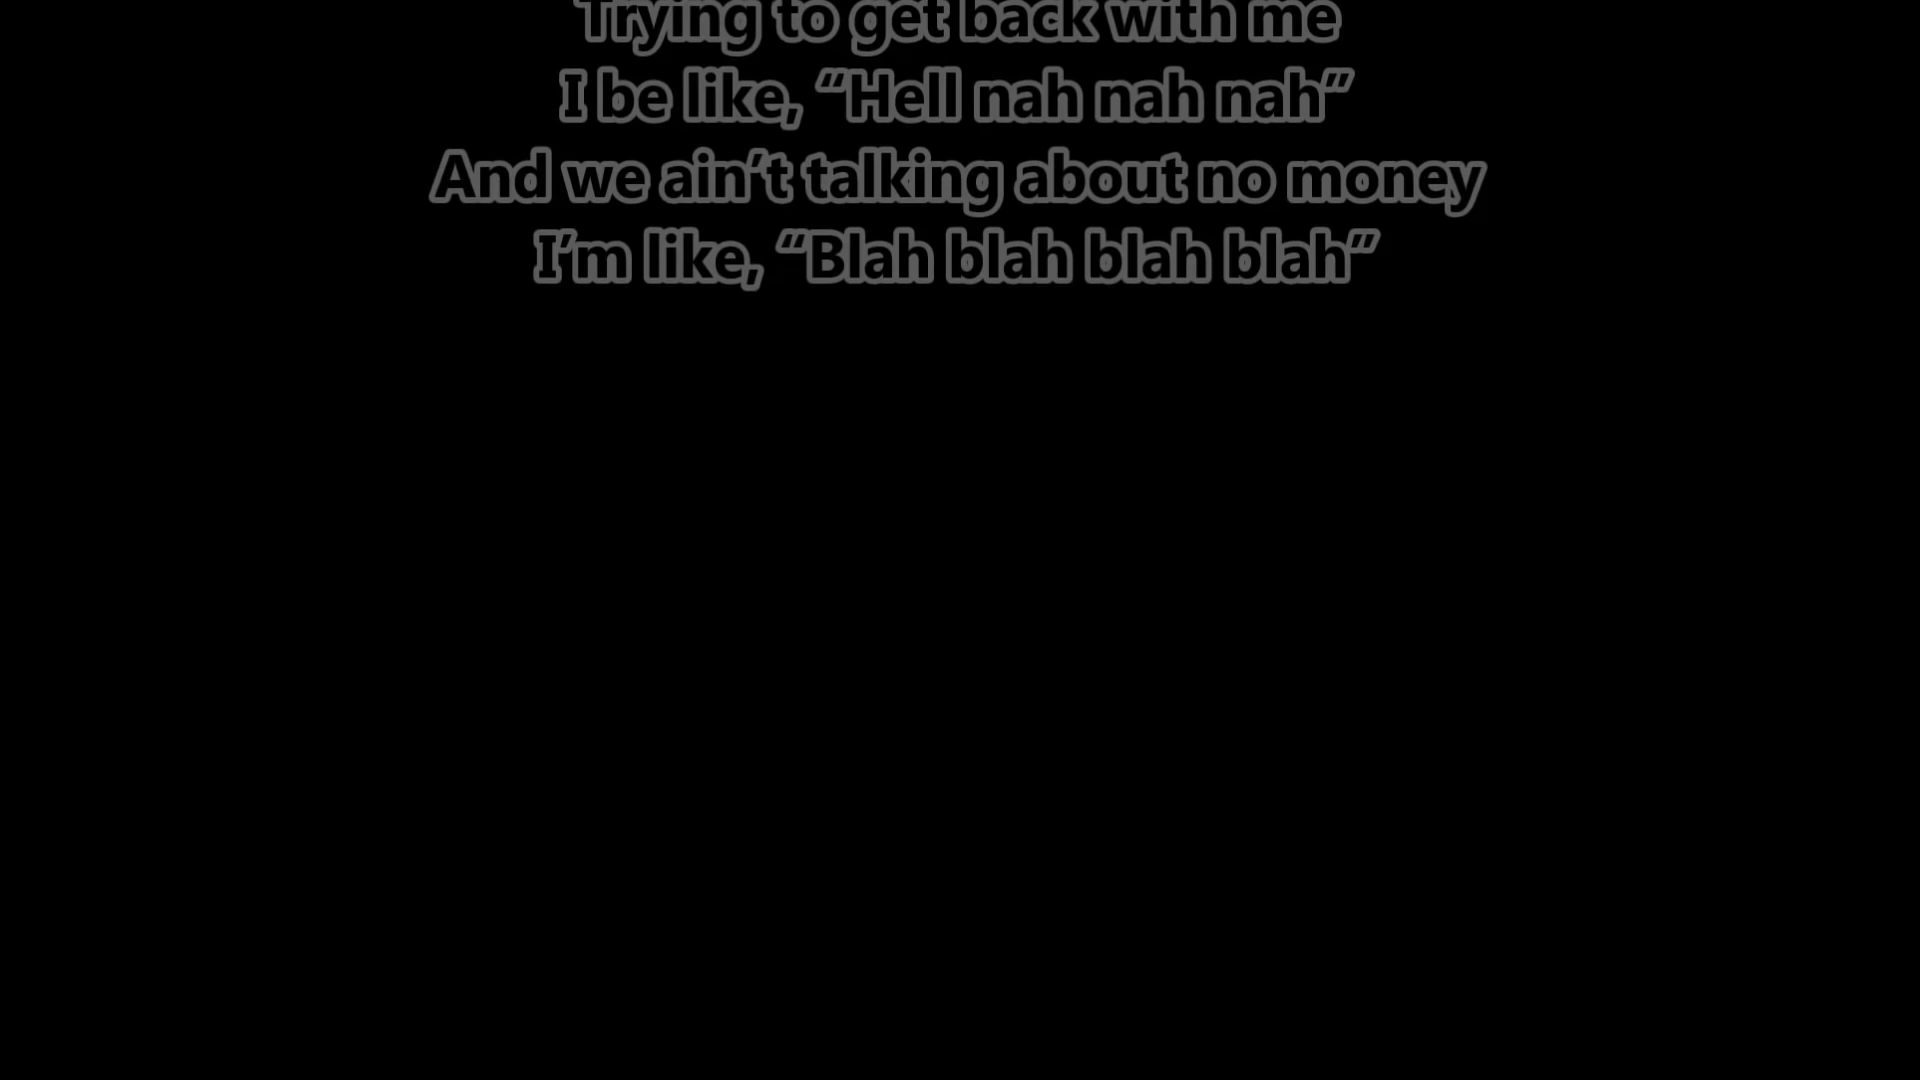 Trying to get back with me
I be like, “Hell nah nah nah”
And we ain’t talking about no money
I’m like, “Blah blah blah blah”